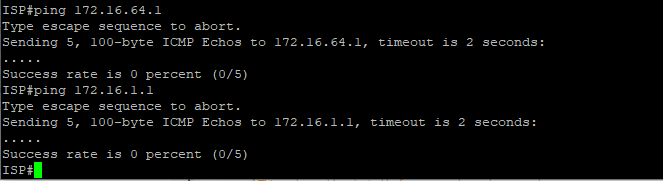 ISP#ping 172.16.64.1
Type escape sequence to abort.
Sending 5, 100-byte ICMP Echos to 172.16.64.1, timeout is 2 seconds:
.....
Success rate is 0 percent (0/5)
ISP#ping 172.16.1.1
Type escape sequence to abort.
Sending 5, 100-byte ICMP Echos to 172.16.1.1, timeout is 2 seconds:
.....
Success rate is 0 percent (0/5)
ISP#